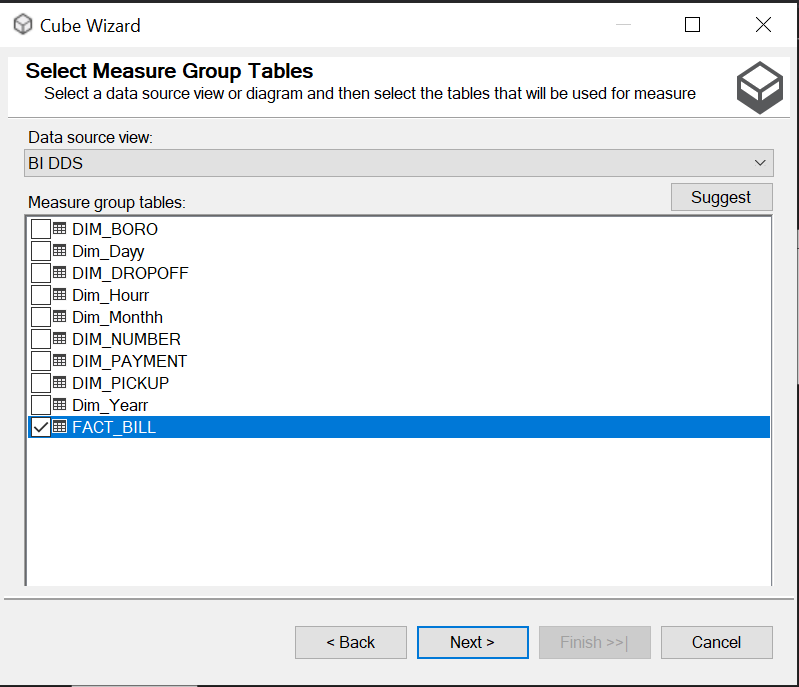 Cube Wizard
Select Measure Group Tables
Select a data source view or diagram and then select the tables that will be used for measure
Data source view:
BI DDS
Measure group tables:
Suggest
DIM_BORO
Dim_Dayy
DIM_DROPOFF
Dim_Hourr
Dim_Monthh
DIM_NUMBER
DIM_PAYMENT
DIM_PICKUP
Dim_Yearr
FACT_BILL
< Back
Next >
Finish >>|
Cancel